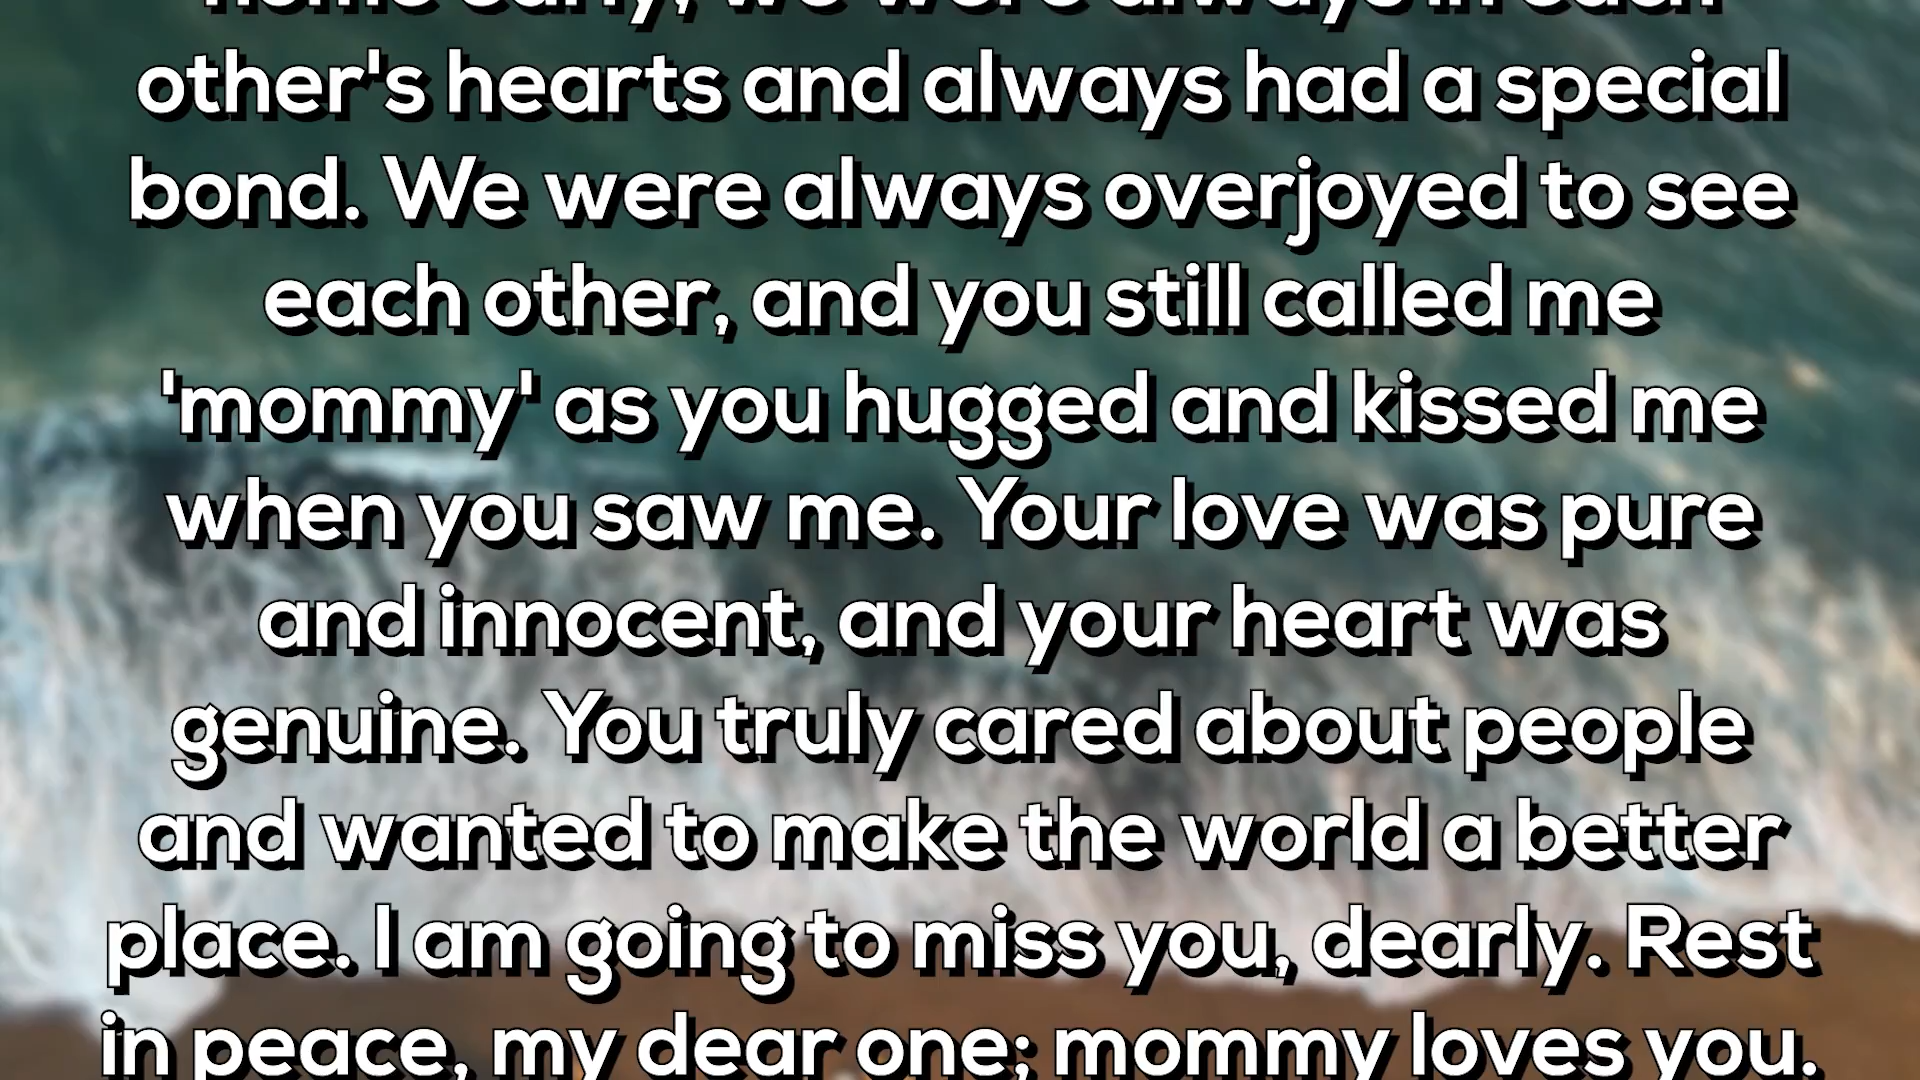 home early, we were always in each
other's hearts and always had a special
bond. We were always overjoyed to see
each other, and you still called me
'mommy' as you hugged and kissed me
when you saw me. Your love was pure
and innocent, and your heart was
genuine. You truly cared about people
and wanted to make the world a better
place. I am going to miss you, dearly. Rest
in peace, my dear one; mommy loves you.